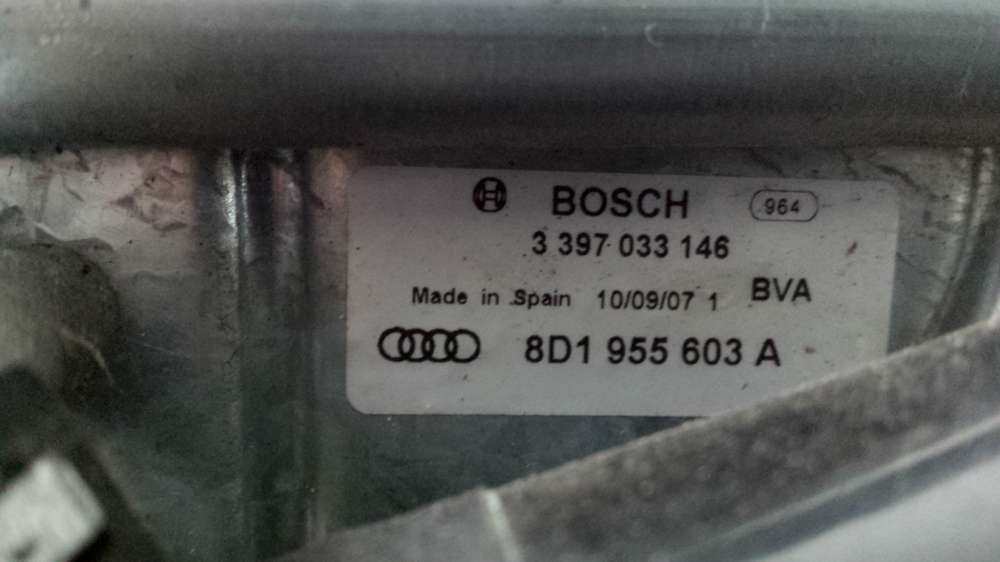 BOSCH 964
3 397 033 146
Made in Spain 10/09/07 1 BVA
8D1 955 603 A